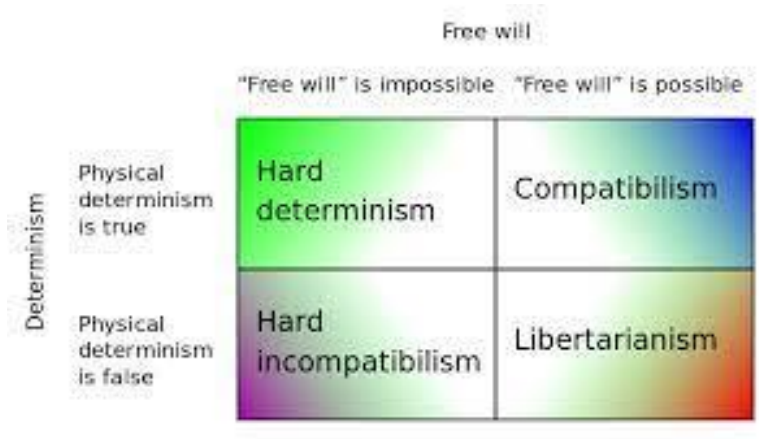 Free will
"Free will" is impossible "Free will" is possible
Determinism
Physical
determinism
is true
Hard
determinism
Compatibilism
Physical
determinism
is false
Hard
incompatibilism
Libertarianism